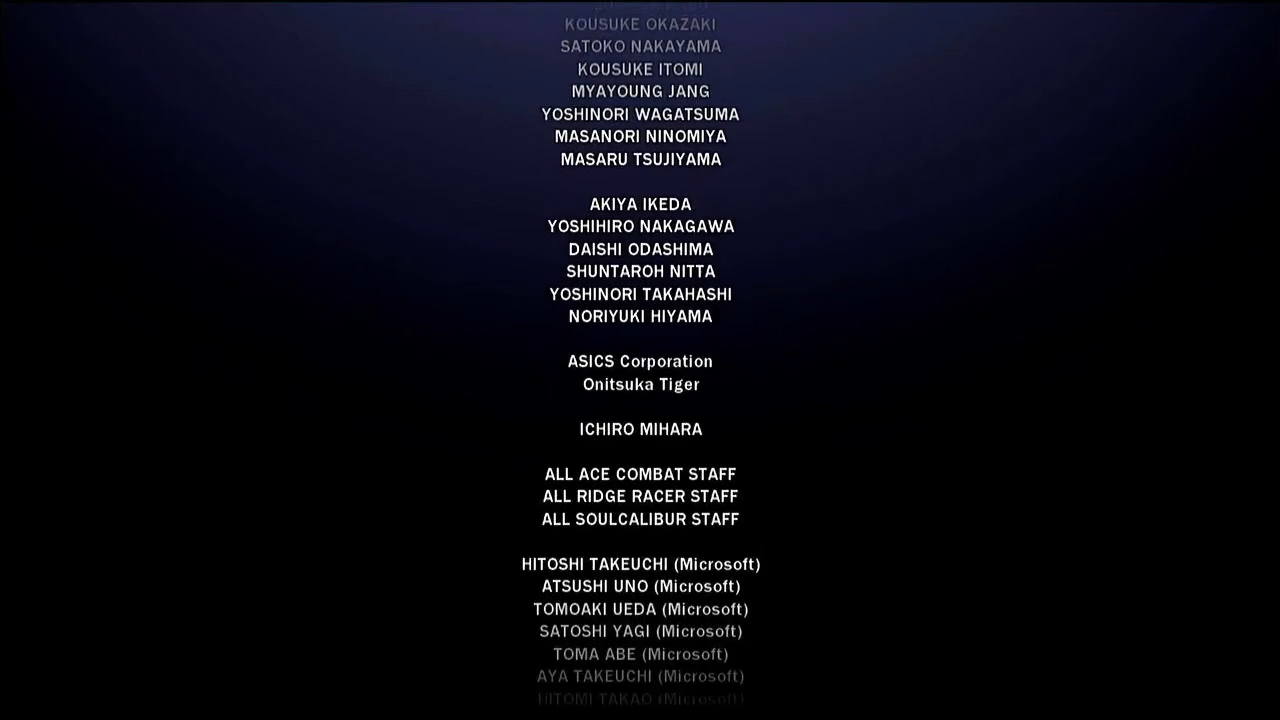 KOUSUKE OKAZAKI
SATOKO NAKAYAMA
KOUSUKE ITOMI
MYAYOUNG JANG
YOSHINORI WAGATSUMA
MASANORI NINOMIYA
MASARU TSUJIYAMA
AKIYA IKEDA
YOSHIHIRO NAKAGAWA
DAISHI ODASHIMA
SHUNTAROH NITTA
YOSHINORI TAKAHASHI
NORIYUKI HIYAMA
ASICS Corporation
Onitsuka Tiger
ICHIRO MIHARA
ALL ACE COMBAT STAFF
ALL RIDGE RACER STAFF
ALL SOULCALIBUR STAFF
HITOSHI TAKEUCHI (Microsoft)
ATSUSHI UNO (Microsoft)
TOMOAKI UEDA (Microsoft)
SATOSHI YAGI (Microsoft)
TOMA ABE (Microsoft)
AYA TAKEUCHI (Microsoft)
HITOMI TAKAO (Microsoft)